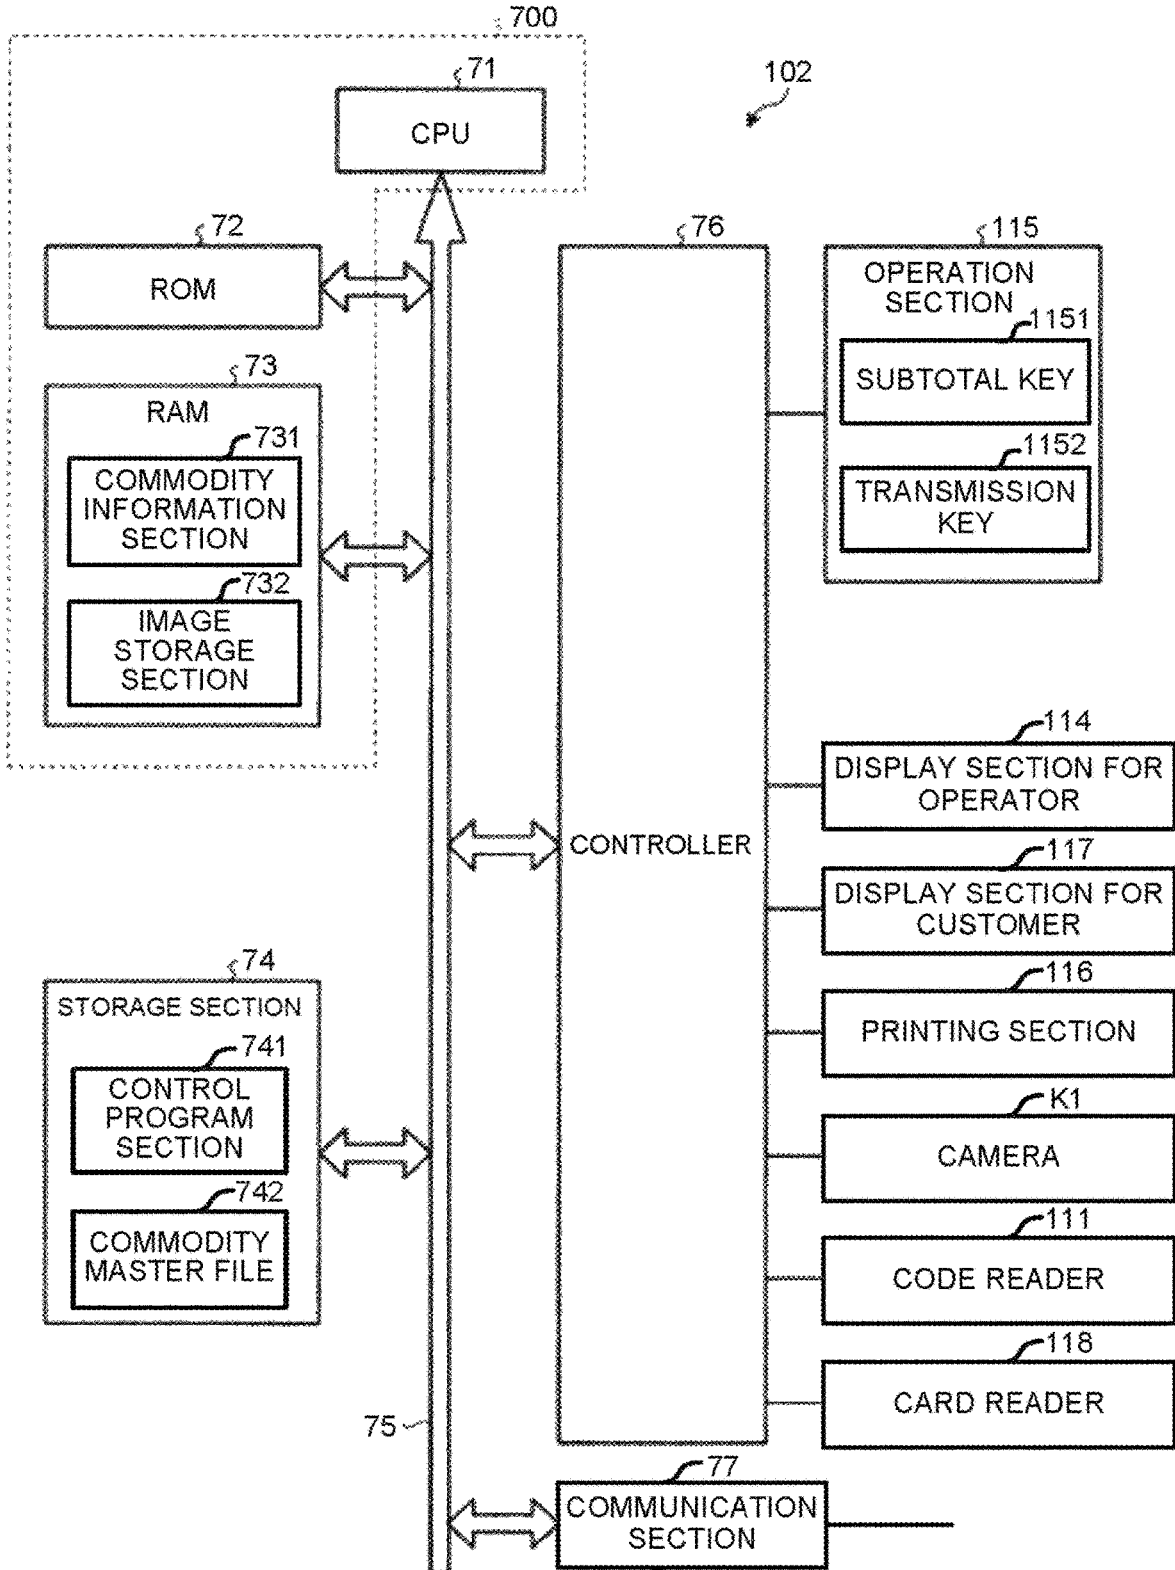 700
71
CPU
102
72
ROM
76
115
OPERATION
SECTION
1151
SUBTOTAL KEY
1152
TRANSMISSION
KEY
73
RAM
731
COMMODITY
INFORMATION
SECTION
732
IMAGE
STORAGE
SECTION
CONTROLLER
114
DISPLAY SECTION FOR
OPERATOR
117
DISPLAY SECTION FOR
CUSTOMER
116
PRINTING SECTION
K1
CAMERA
111
CODE READER
118
CARD READER
74
STORAGE SECTION
741
CONTROL
PROGRAM
SECTION
742
COMMODITY
MASTER FILE
75
77
COMMUNICATION
SECTION